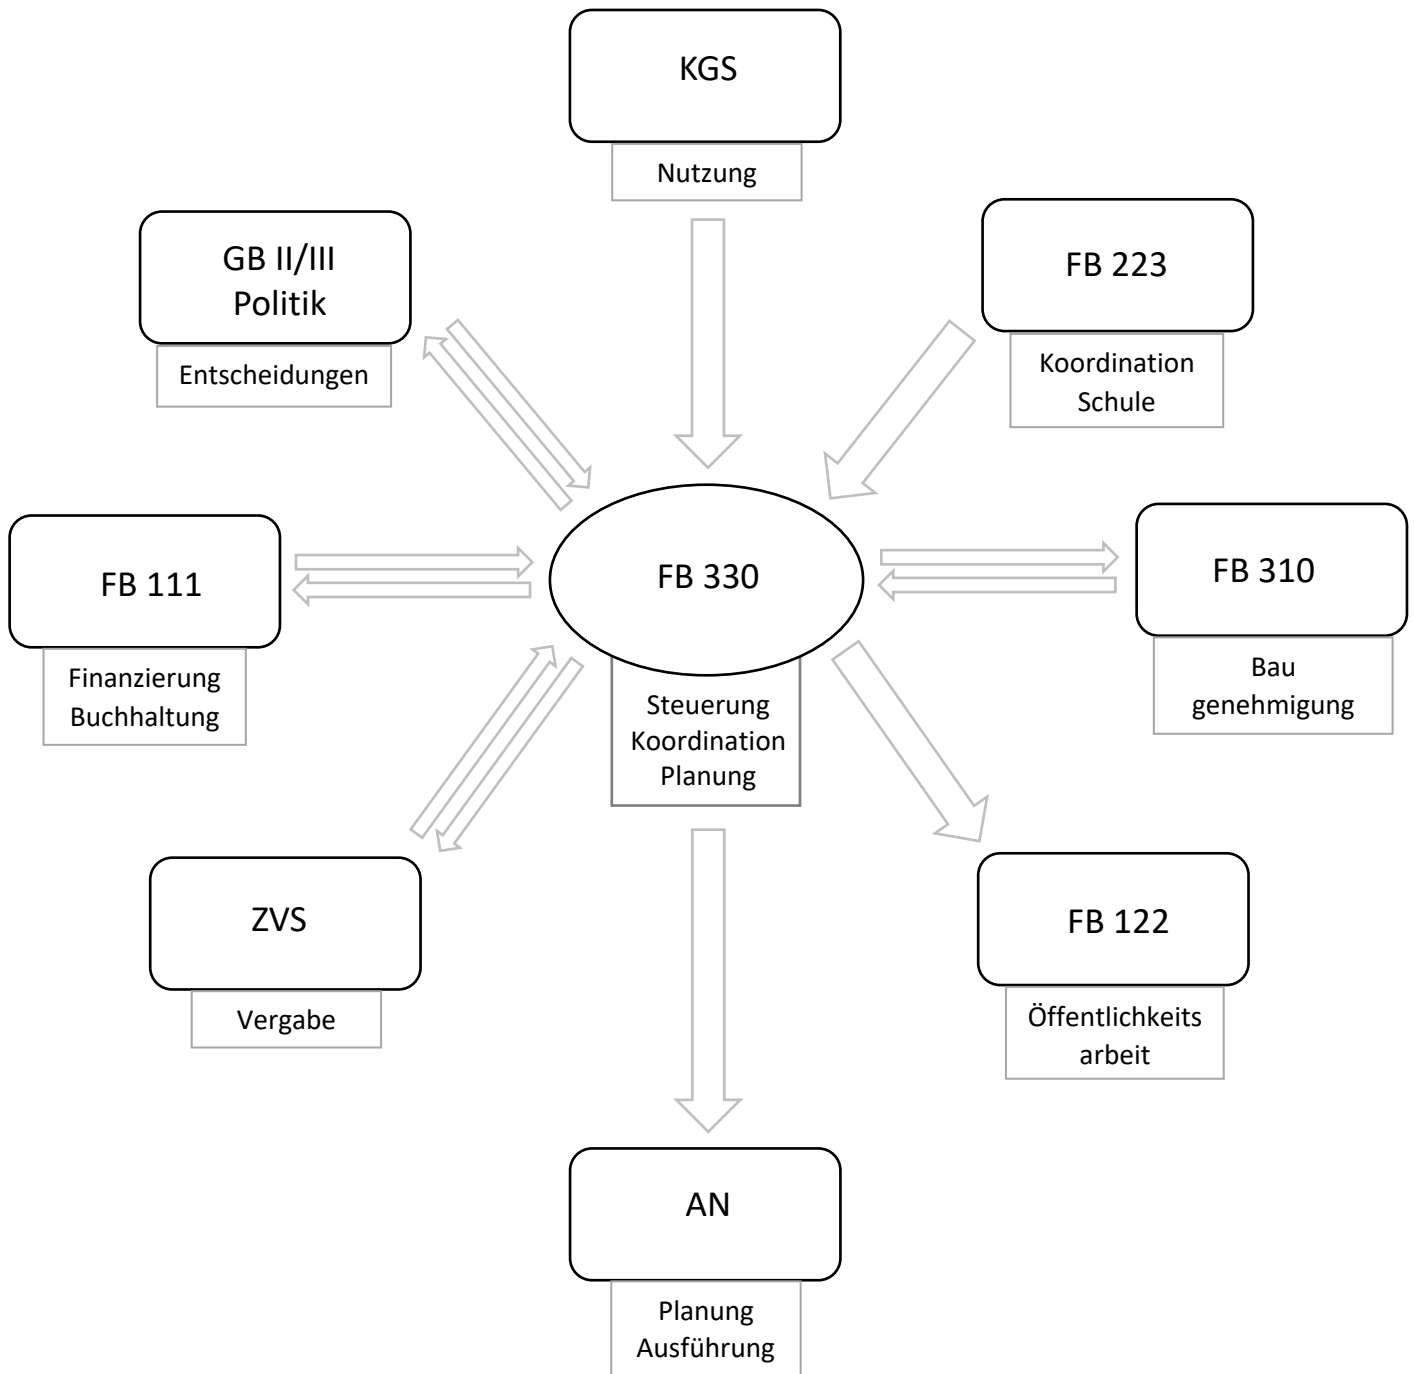 KGS
Nutzung
GB II/III
Politik
Entscheidungen
FB 223
Koordination
Schule
FB 111
Finanzierung
Buchhaltung
FB 330
Steuerung
Koordination
Planung
FB 310
Bau
genehmigung
ZVS
Vergabe
FB 122
Öffentlichkeits
arbeit
AN
Planung
Ausführung